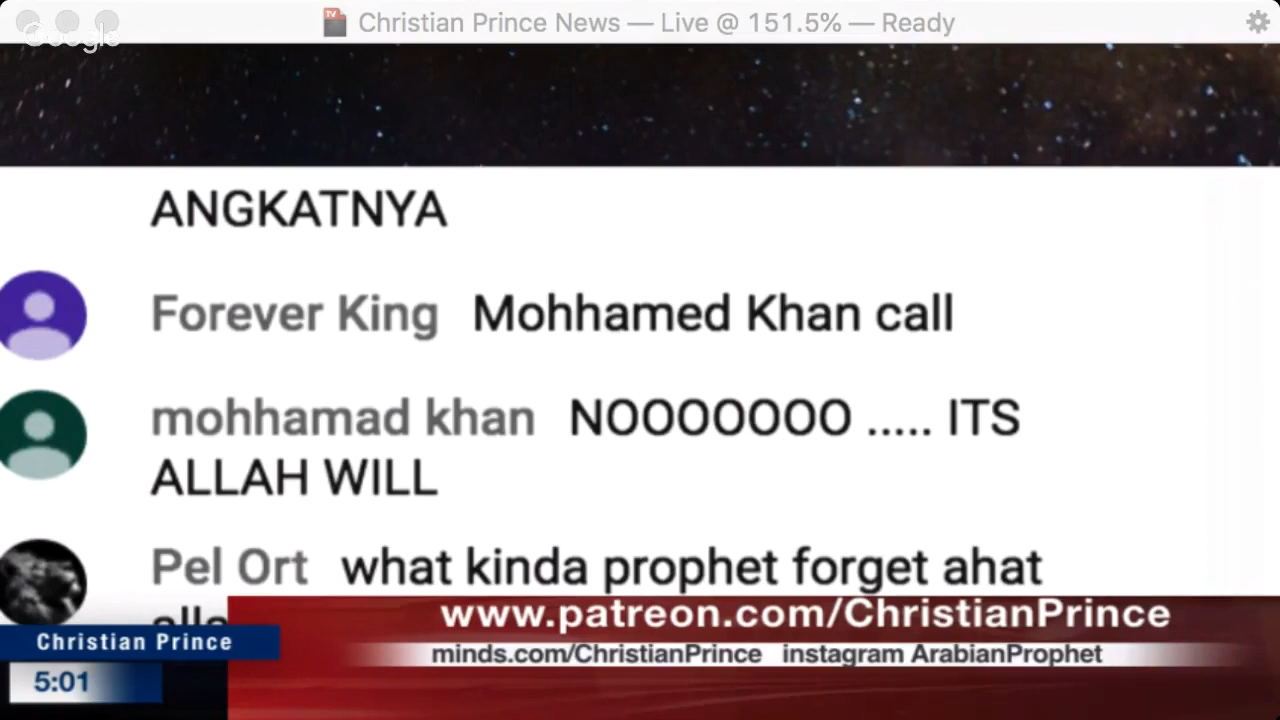 Christian Prince News — Live @ 151.5% — Ready
Google
ANGKATNYA
Forever King Mohhamed Khan call
mohhamad khan NOOOOOOO ..... ITS
ALLAH WILL
Pel Ort what kinda prophet forget ahat
www.patreon.com/ChristianPrince
Christian Prince
minds.com/ChristianPrince instagram ArabianProphet
5:01